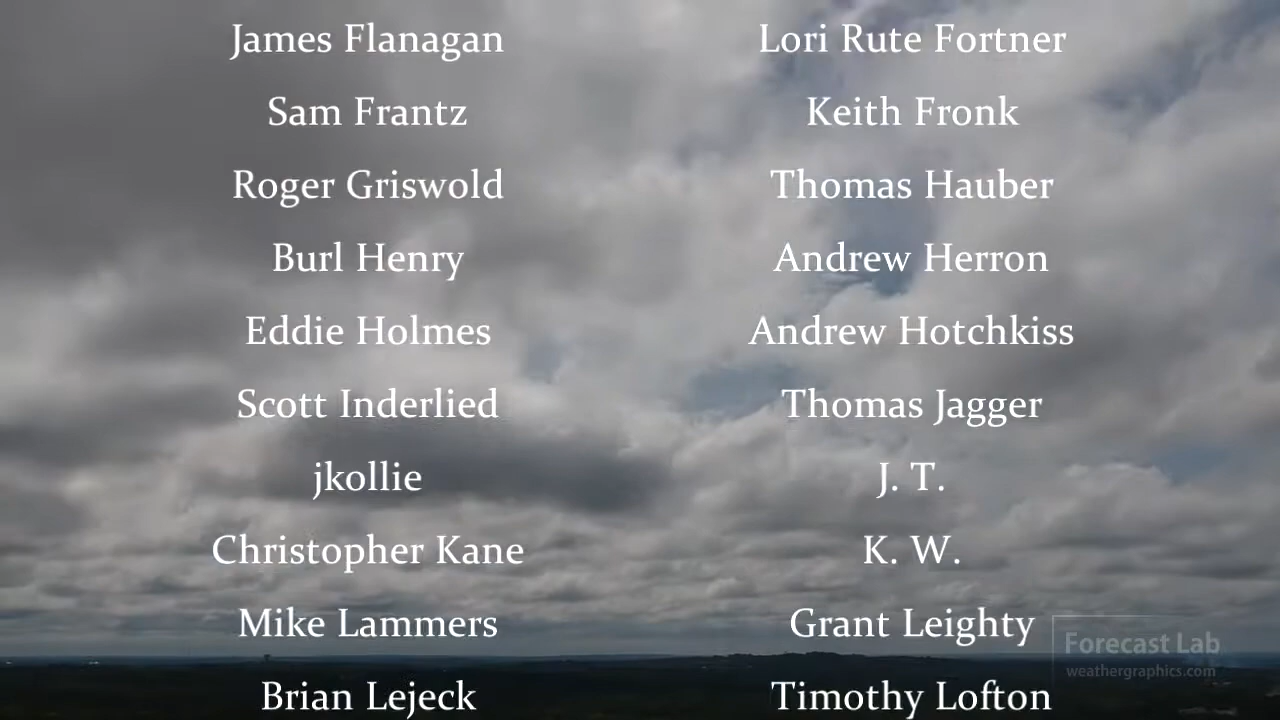 James Flanagan
Lori Rute Fortner
Sam Frantz
Keith Fronk
Roger Griswold
Thomas Hauber
Burl Henry
Andrew Herron
Eddie Holmes
Andrew Hotchkiss
Scott Inderlied
Thomas Jagger
jkollie
J. T.
Christopher Kane
K. W.
Mike Lammers
Grant Leighty
Brian Lejeck
Timothy Lofton
Forecast Lab
weathergraphics.com